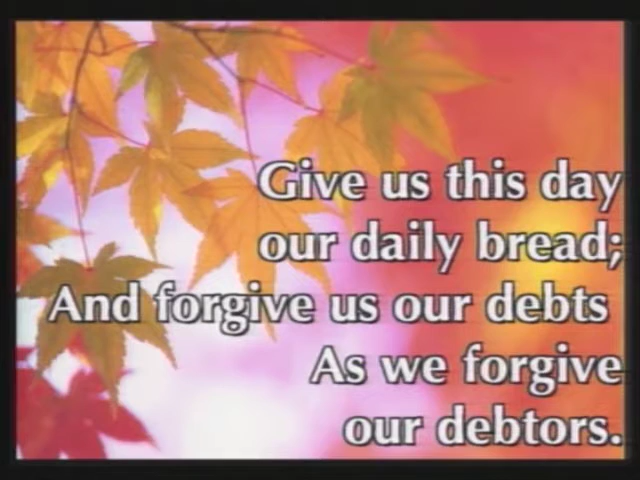 Give us this day
our daily bread;
And forgive us our debts
As we forgive
our debtors.